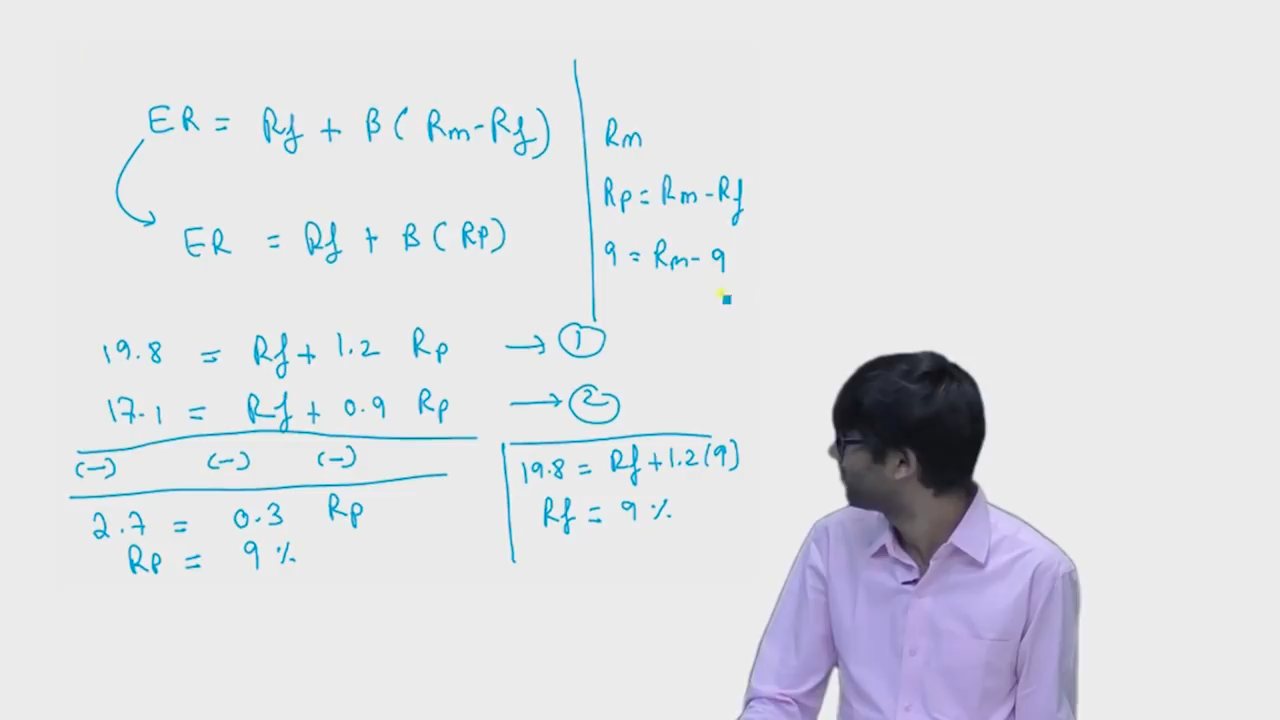 ER = Rf + β ( Rm-Rf)
ER = Rf + β ( Rp)
Rm
Rp = Rm - Rf
9 = Rm - 9
19.8 = Rf + 1.2 Rp → 1
17.1 = Rf + 0.9 Rp → 2
(-) (-) (-)
2.7 = 0.3 Rp
Rp = 9 %
19.8 = Rf + 1.2(9)
Rf = 9 %